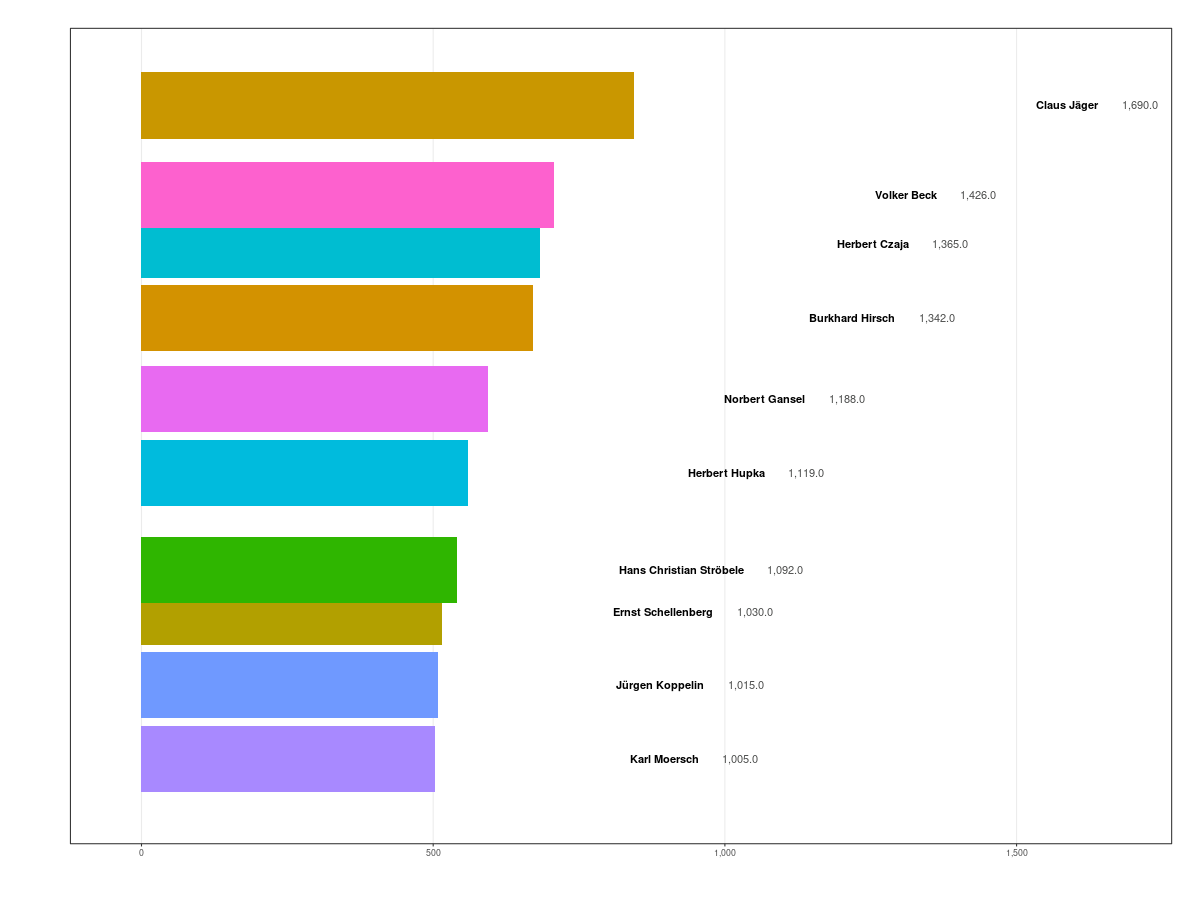 Claus Jäger 1,690.0
Volker Beck 1,426.0
Herbert Czaja 1,365.0
Burkhard Hirsch 1,342.0
Norbert Gansel 1,188.0
Herbert Hupka 1,119.0
Hans Christian Ströbele 1,092.0
Ernst Schellenberg 1,030.0
Jürgen Koppelin 1,015.0
Karl Moersch 1,005.0
0 500 1,000 1,500